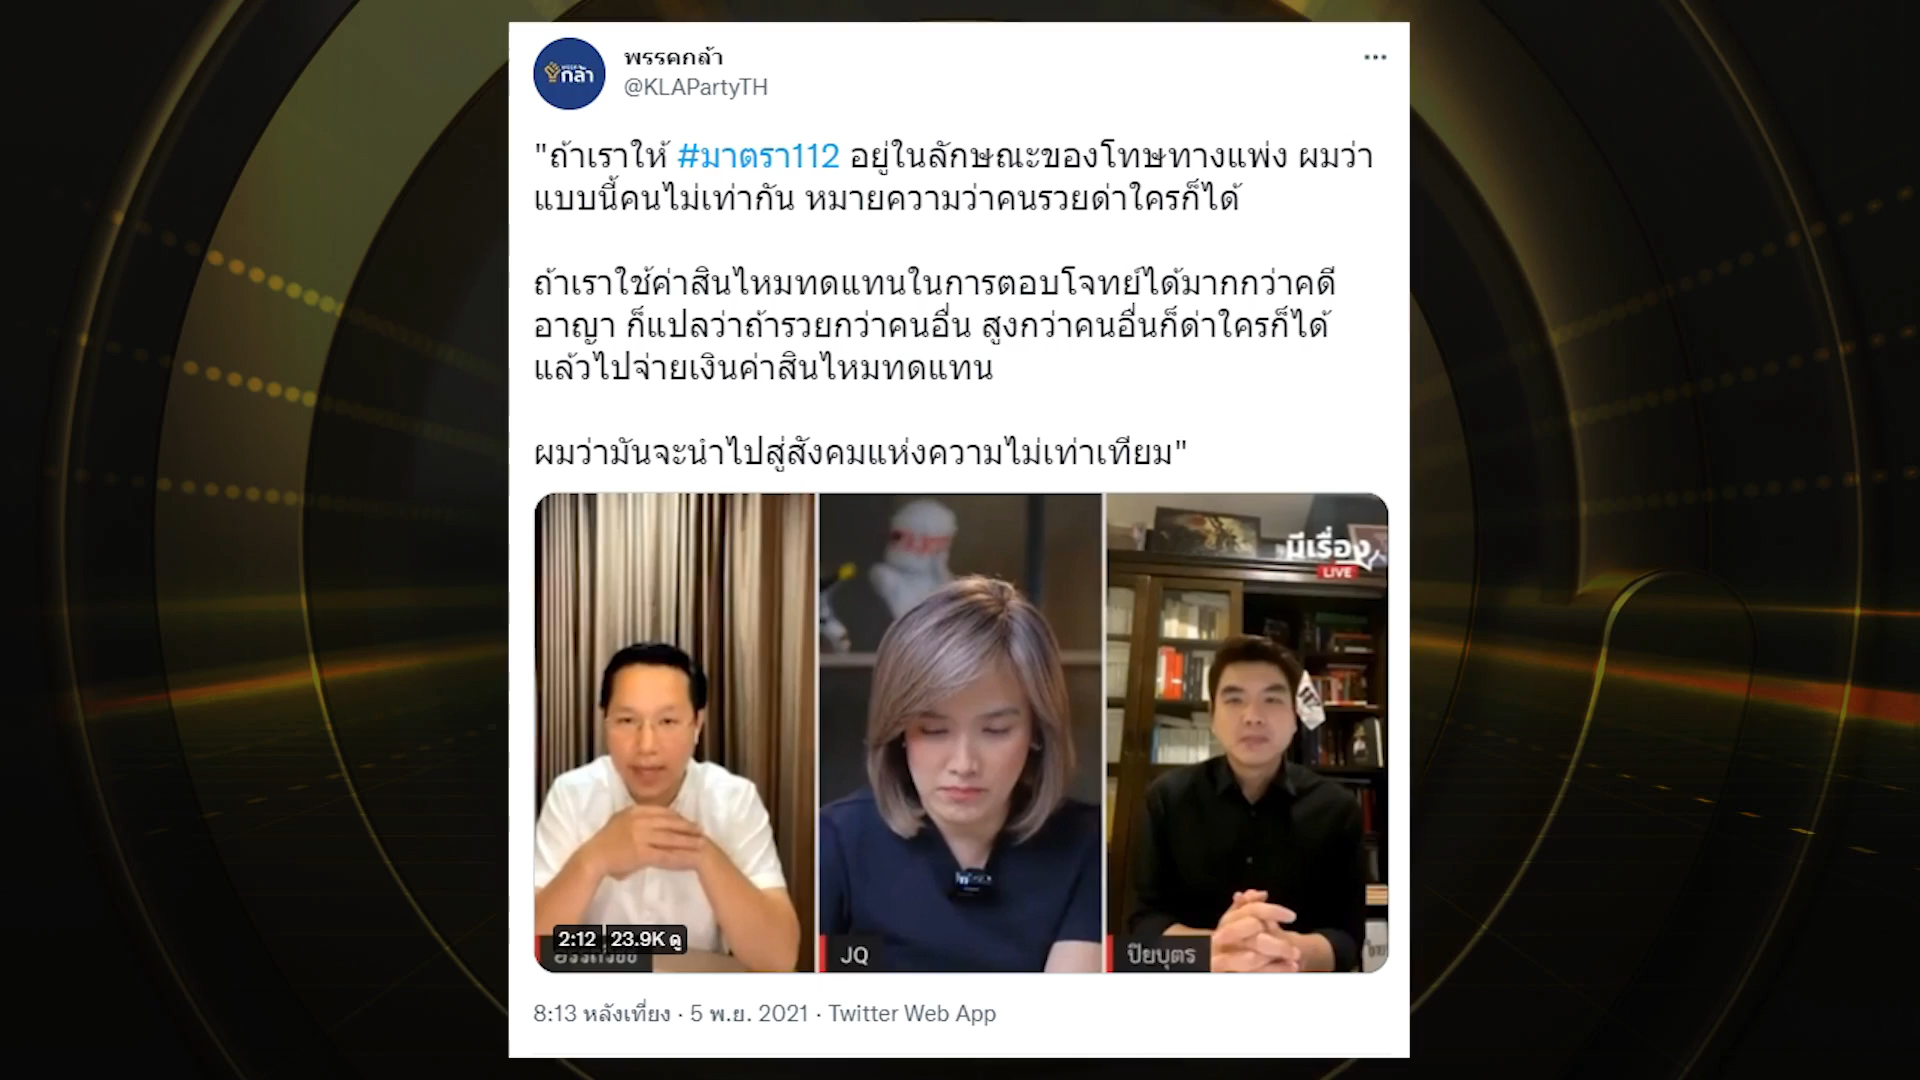 พรรคกล้า
กล้า
@KLAPartyTH
"ถ้าเราให้ #มาตรา112 อยู่ในลักษณะของโทษทางแพ่ง ผมว่า
แบบนี้คนไม่เท่ากัน หมายความว่าคนรวยด่าใครก็ได้
ถ้าเราใช้ค่าสินไหมทดแทนในการตอบโจทย์ได้มากกว่าคดี
อาญา ก็แปลว่าถ้ารวยกว่าคนอื่น สูงกว่าคนอื่นก็ด่าใครก็ได้
แล้วไปจ่ายเงินค่าสินไหมทดแทน
ผมว่ามันจะนำไปสู่สังคมแห่งความไม่เท่าเทียม"
มีเรื่อง
LIVE
2:12 23.9K ดู
JQ
ปิยบุตร
8:13 หลังเที่ยง · 5 พ.ย. 2021 · Twitter Web App